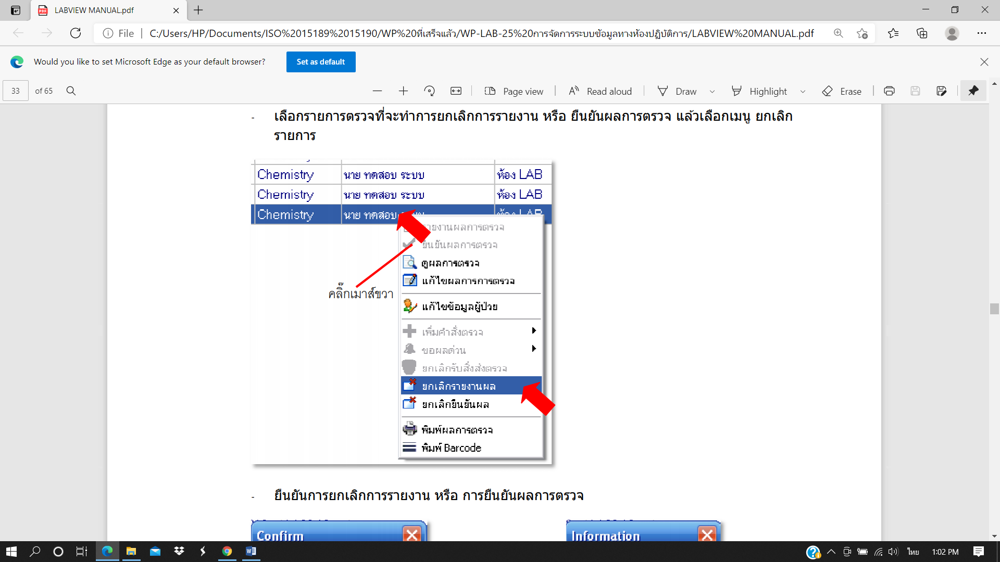 LABVIEW MANUAL.pdf
File
C:/Users/HP/Documents/ISO%2015189%2015190/WP%20ที่เสร็จแล้ว/WP-LAB-25%20การจัดการระบบข้อมูลทางห้องปฏิบัติการ/LABVIEW%20MANUAL.pdf
Would you like to set Microsoft Edge as your default browser?
Set as default
33 of 65
Page view
Read aloud
Draw
Highlight
Erase
- เลือกรายการตรวจที่จะทำการยกเลิกการรายงาน หรือ ยืนยันผลการตรวจ แล้วเลือกเมนู ยกเลิก
รายการ
Chemistry นาย ทดสอบ ระบบ ห้อง LAB
Chemistry นาย ทดสอบ ระบบ ห้อง LAB
Chemistry นาย ทดสอบ ระบบ ห้อง LAB
รายงานผลการตรวจ
ยืนยันผลการตรวจ
ดูผลการตรวจ
แก้ไขผลการการตรวจ
คลิ๊กเมาส์ขวา
แก้ไขข้อมูลผู้ป่วย
เพิ่มคำสั่งตรวจ
ขอผลด่วน
ยกเลิกรับสิ่งส่งตรวจ
ยกเลิกรายงานผล
ยกเลิกยืนยันผล
พิมพ์ผลการตรวจ
พิมพ์ Barcode
- ยืนยันการยกเลิกการรายงาน หรือ การยืนยันผลการตรวจ
Confirm
Information
ไทย
1:02 PM